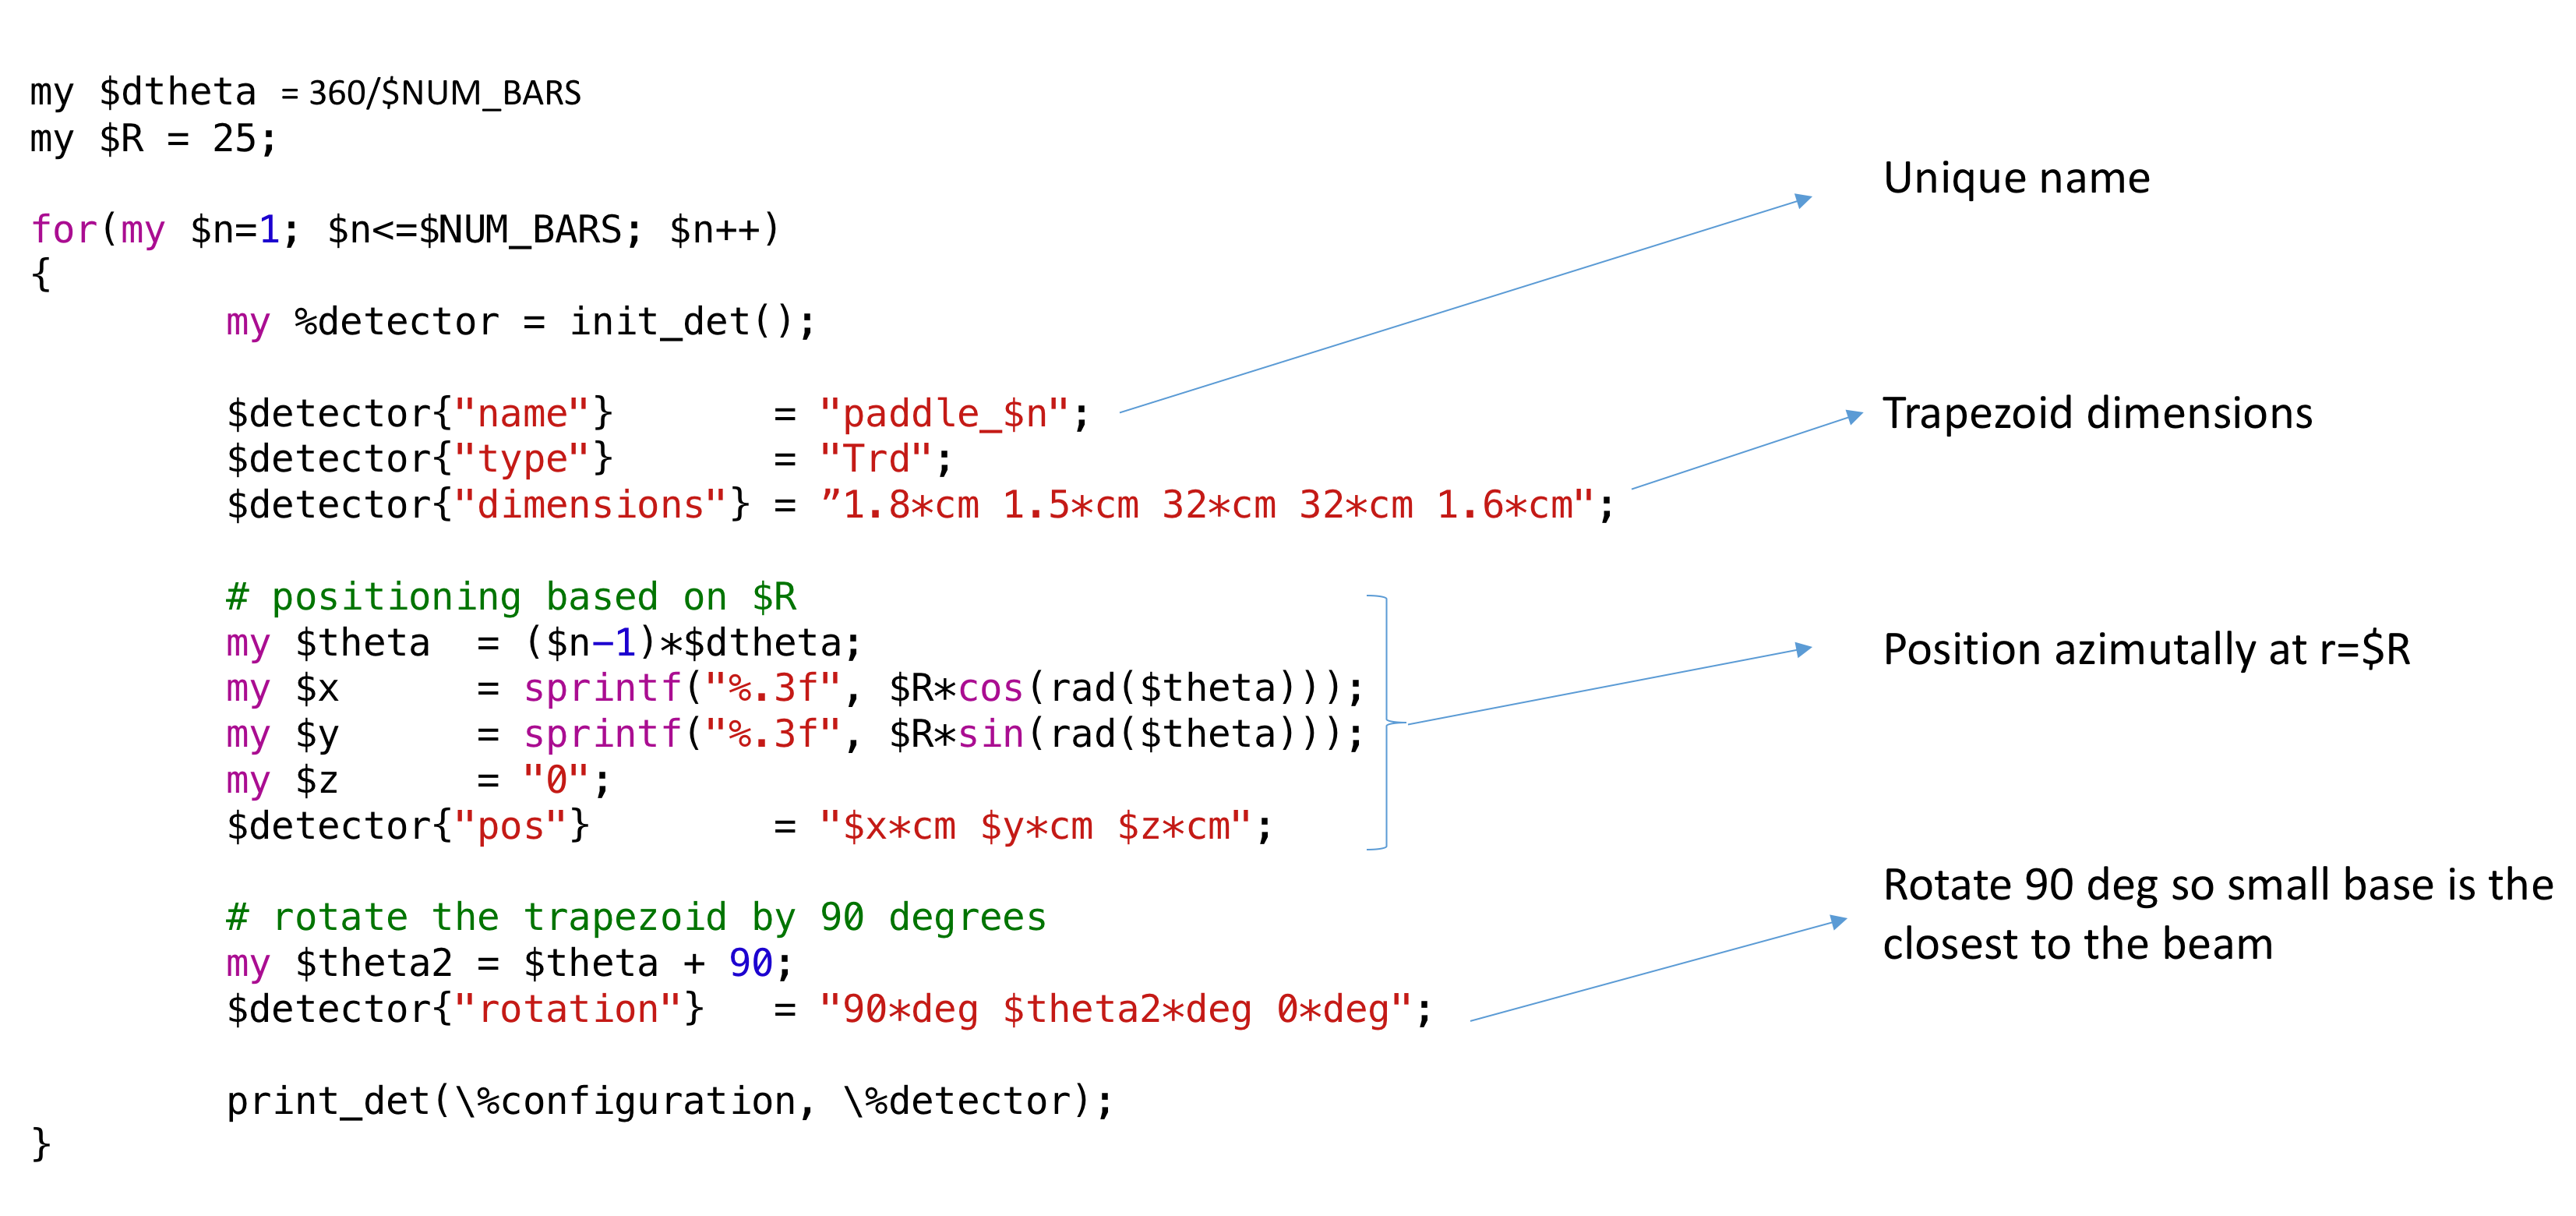 my $dtheta = 360/$NUM_BARS
my $R = 25;
for(my $n=1; $n<=$NUM_BARS; $n++)
{
my %detector = init_det();
$detector{"name"} = "paddle_$n";
$detector{"type"} = "Trd";
$detector{"dimensions"} = ”1.8*cm 1.5*cm 32*cm 32*cm 1.6*cm";
# positioning based on $R
my $theta = ($n–1)*$dtheta;
my $x = sprintf("%.3f", $R*cos(rad($theta)));
my $y = sprintf("%.3f", $R*sin(rad($theta)));
my $z = "0";
$detector{"pos"} = "$x*cm $y*cm $z*cm";
# rotate the trapezoid by 90 degrees
my $theta2 = $theta + 90;
$detector{"rotation"} = "90*deg $theta2*deg 0*deg";
print_det(\%configuration, \%detector);
}
Unique name
Trapezoid dimensions
Position azimutally at r=$R
Rotate 90 deg so small base is the
closest to the beam